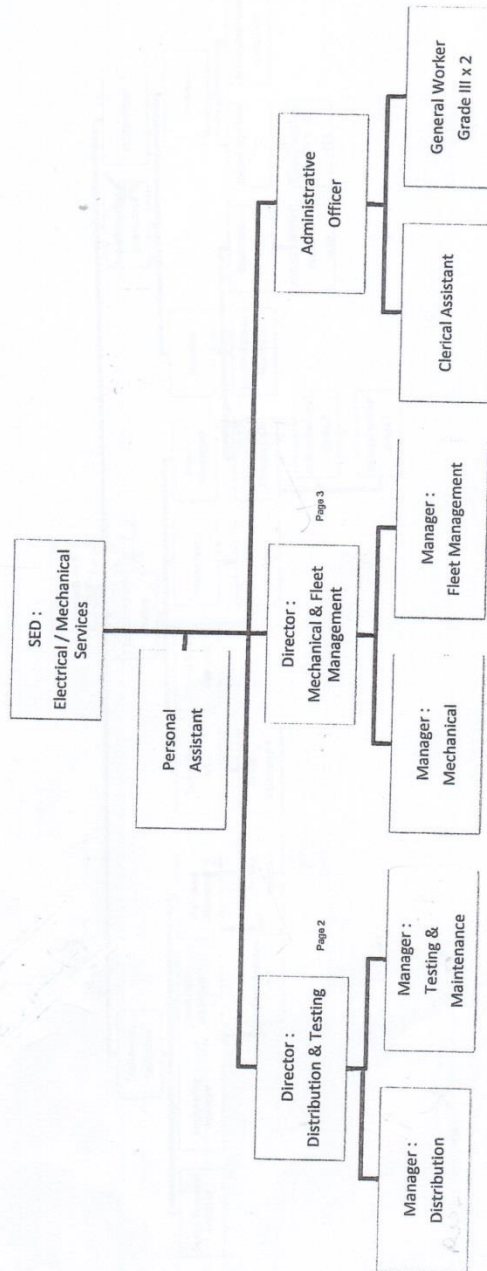 SED :
Electrical / Mechanical
Services
Personal
Assistant
Director :
Distribution & Testing
Page 2
Director :
Mechanical & Fleet
Management
Page 3
Administrative
Officer
Manager :
Distribution
Manager :
Testing &
Maintenance
Manager :
Mechanical
Manager :
Fleet Management
Clerical Assistant
General Worker
Grade III x 2